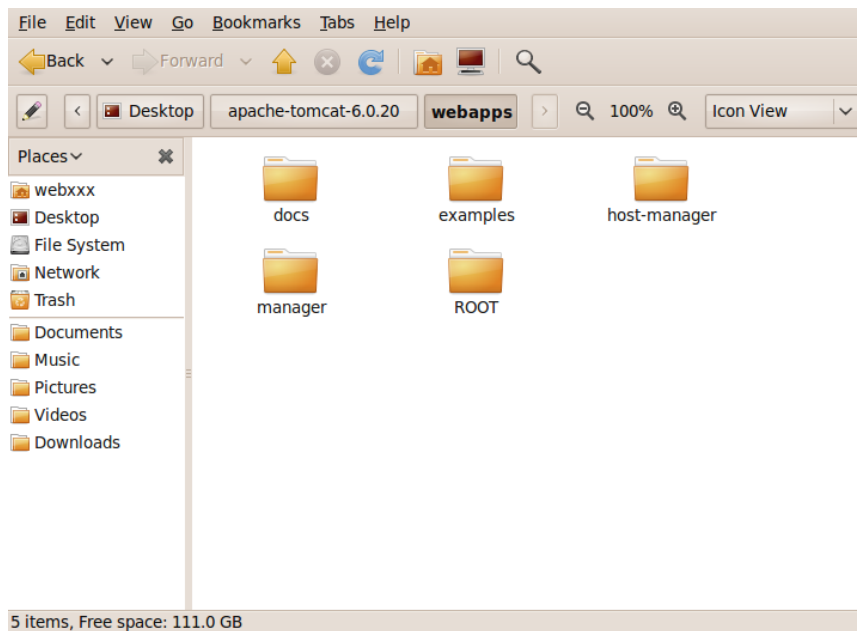 File Edit View Go Bookmarks Tabs Help
Back Forward
Desktop apache-tomcat-6.0.20 webapps 100% Icon View
Places
webxxx
Desktop
File System
Network
Trash
Documents
Music
Pictures
Videos
Downloads
docs examples host-manager
manager ROOT
5 items, Free space: 111.0 GB